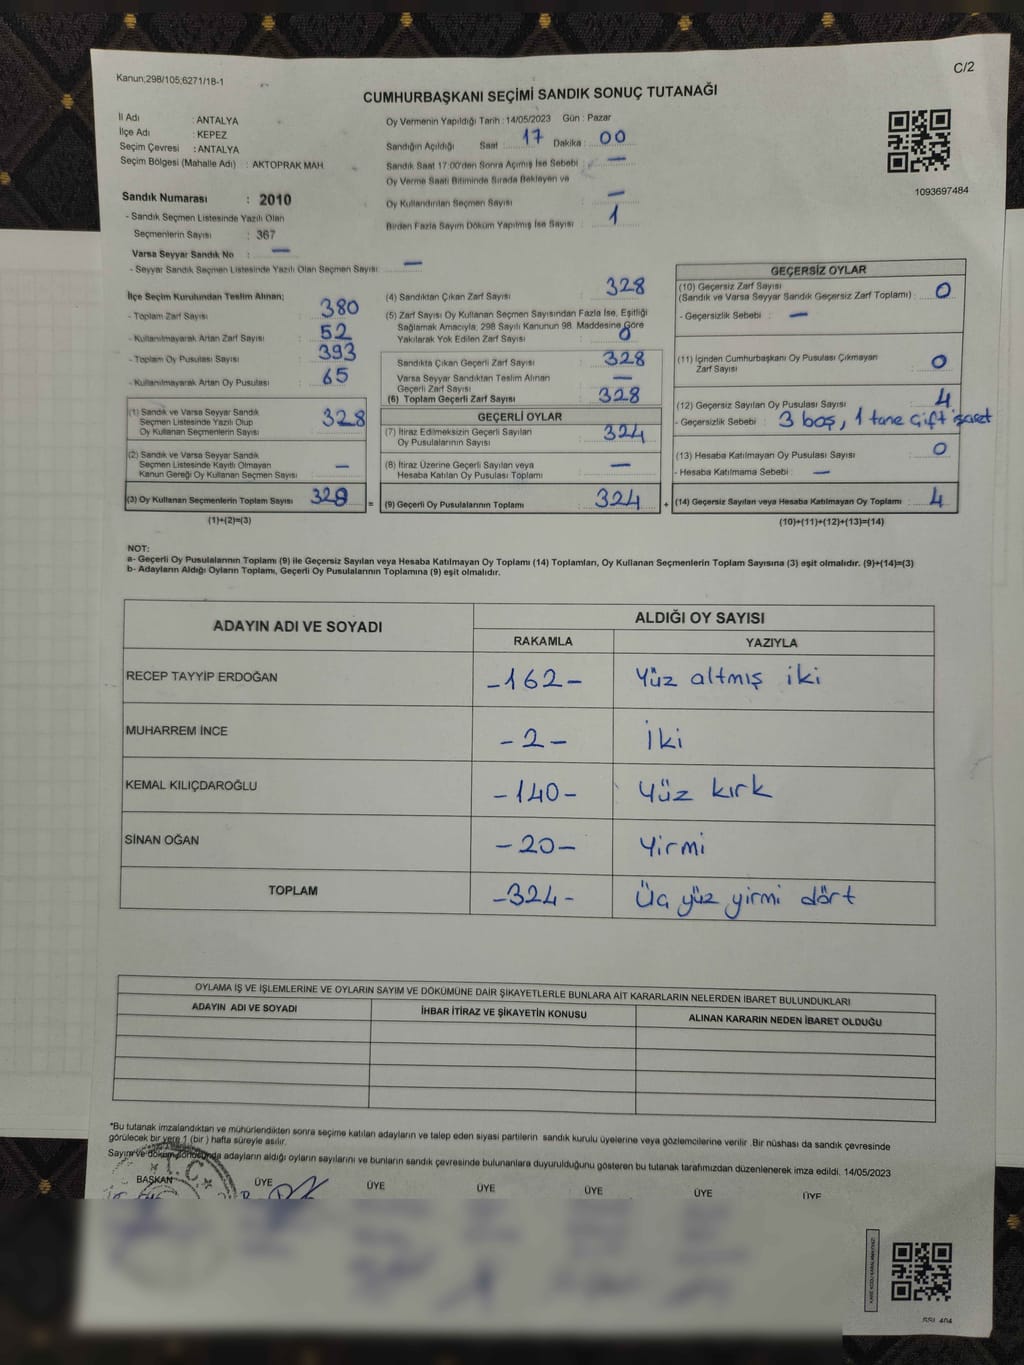 Kanun;298/105;6271/18-1
C/2
CUMHURBAŞKANI SEÇİMİ SANDIK SONUÇ TUTANAĞI
İl Adı : ANTALYA
İlçe Adı : KEPEZ
Seçim Çevresi : ANTALYA
Seçim Bölgesi (Mahalle Adı) : AKTOPRAK MAH.
Sandık Numarası : 2010
- Sandık Seçmen Listesinde Yazılı Olan
Seçmenlerin Sayısı : 367
Varsa Seyyar Sandık No : —
- Seyyar Sandık Seçmen Listesinde Yazılı Olan Seçmen Sayısı: —
Oy Vermenin Yapıldığı Tarih : 14/05/2023 Gün : Pazar
Sandığın Açıldığı Saat : 17 Dakika : 00
Sandık Saat 17:00'den Sonra Açılmış İse Sebebi : —
Oy Verme Saati Bitiminde Sırada Bekleyen ve
Oy Kullandırılan Seçmen Sayısı : —
Birden Fazla Sayım Döküm Yapılmış İse Sayısı : 1
1093697484
İlçe Seçim Kurulundan Teslim Alınan;
- Toplam Zarf Sayısı : 380
- Kullanılmayarak Artan Zarf Sayısı : 52
- Toplam Oy Pusulası Sayısı : 393
- Kullanılmayarak Artan Oy Pusulası : 65
(1) Sandık ve Varsa Seyyar Sandık
Seçmen Listesinde Yazılı Olup
Oy Kullanan Seçmenlerin Sayısı : 328
(2) Sandık ve Varsa Seyyar Sandık
Seçmen Listesinde Kayıtlı Olmayan
Kanun Gereği Oy Kullanan Seçmen Sayısı : —
(3) Oy Kullanan Seçmenlerin Toplam Sayısı : 328 =
(1)+(2)=(3)
(4) Sandıktan Çıkan Zarf Sayısı : 328
(5) Zarf Sayısı Oy Kullanan Seçmen Sayısından Fazla İse, Eşitliği
Sağlamak Amacıyla, 298 Sayılı Kanunun 98. Maddesine Göre
Yakılarak Yok Edilen Zarf Sayısı : 0
Sandıkta Çıkan Geçerli Zarf Sayısı : 328
Varsa Seyyar Sandıktan Teslim Alınan
Geçerli Zarf Sayısı : —
(6) Toplam Geçerli Zarf Sayısı : 328
GEÇERLİ OYLAR
(7) İtiraz Edilmeksizin Geçerli Sayılan
Oy Pusulalarının Sayısı : 324
(8) İtiraz Üzerine Geçerli Sayılan veya
Hesaba Katılan Oy Pusulası Toplamı : —
(9) Geçerli Oy Pusulalarının Toplamı : 324 +
GEÇERSİZ OYLAR
(10) Geçersiz Zarf Sayısı
(Sandık ve Varsa Seyyar Sandık Geçersiz Zarf Toplamı) : 0
- Geçersizlik Sebebi : —
(11) İçinden Cumhurbaşkanı Oy Pusulası Çıkmayan
Zarf Sayısı : 0
(12) Geçersiz Sayılan Oy Pusulası Sayısı : 4
- Geçersizlik Sebebi : 3 boş, 1 tane çift işaret
(13) Hesaba Katılmayan Oy Pusulası Sayısı : 0
- Hesaba Katılmama Sebebi : —
(14) Geçersiz Sayılan veya Hesaba Katılmayan Oy Toplamı : 4
(10)+(11)+(12)+(13)=(14)
NOT:
a- Geçerli Oy Pusulalarının Toplamı (9) ile Geçersiz Sayılan veya Hesaba Katılmayan Oy Toplamı (14) Toplamları, Oy Kullanan Seçmenlerin Toplam Sayısına (3) eşit olmalıdır. (9)+(14)=(3)
b- Adayların Aldığı Oyların Toplamı, Geçerli Oy Pusulalarının Toplamına (9) eşit olmalıdır.
ADAYIN ADI VE SOYADI
ALDIĞI OY SAYISI
RAKAMLA YAZIYLA
RECEP TAYYİP ERDOĞAN -162- Yüz altmış iki
MUHARREM İNCE -2- İki
KEMAL KILIÇDAROĞLU -140- Yüz kırk
SİNAN OĞAN -20- Yirmi
TOPLAM -324- Üç yüz yirmi dört
OYLAMA İŞ VE İŞLEMLERİNE VE OYLARIN SAYIM VE DÖKÜMÜNE DAİR ŞİKAYETLERLE BUNLARA AİT KARARLARIN NELERDEN İBARET BULUNDUKLARI
ADAYIN ADI VE SOYADI İHBAR İTİRAZ VE ŞİKAYETİN KONUSU ALINAN KARARIN NEDEN İBARET OLDUĞU
*Bu tutanak imzalandıktan ve mühürlendikten sonra seçime katılan adayların ve talep eden siyasi partilerin sandık kurulu üyelerine veya gözlemcilerine verilir .Bir nüshası da sandık çevresinde
görülecek bir yere 1 (bir ) hafta süreyle asılır.
Sayım ve döküm sonucunda adayların aldığı oyların sayılarını ve bunların sandık çevresinde bulunanlara duyurulduğunu gösteren bu tutanak tarafımızdan düzenlenerek imza edildi. 14/05/2023
BAŞKAN ÜYE ÜYE ÜYE ÜYE ÜYE ÜYE
T.C.